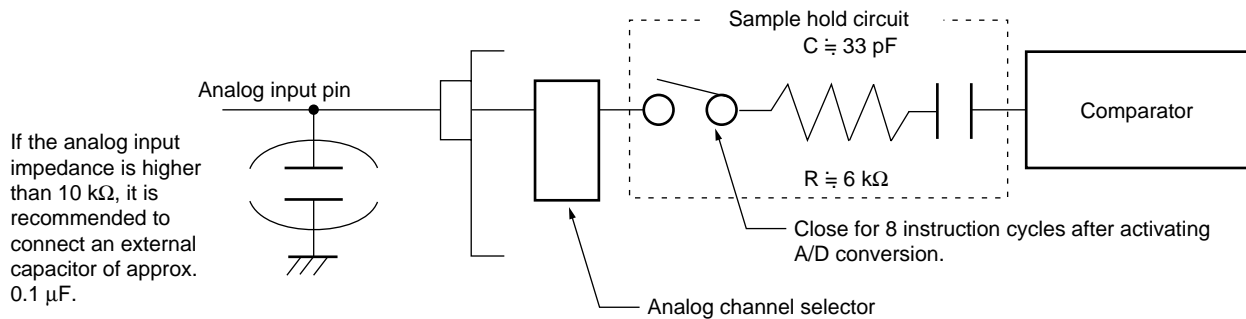 Sample hold circuit
C ≒ 33 pF
Analog input pin
Comparator
If the analog input
impedance is higher
than 10 kΩ, it is
recommended to
connect an external
capacitor of approx.
0.1 µF.
R ≒ 6 kΩ
Close for 8 instruction cycles after activating
A/D conversion.
Analog channel selector